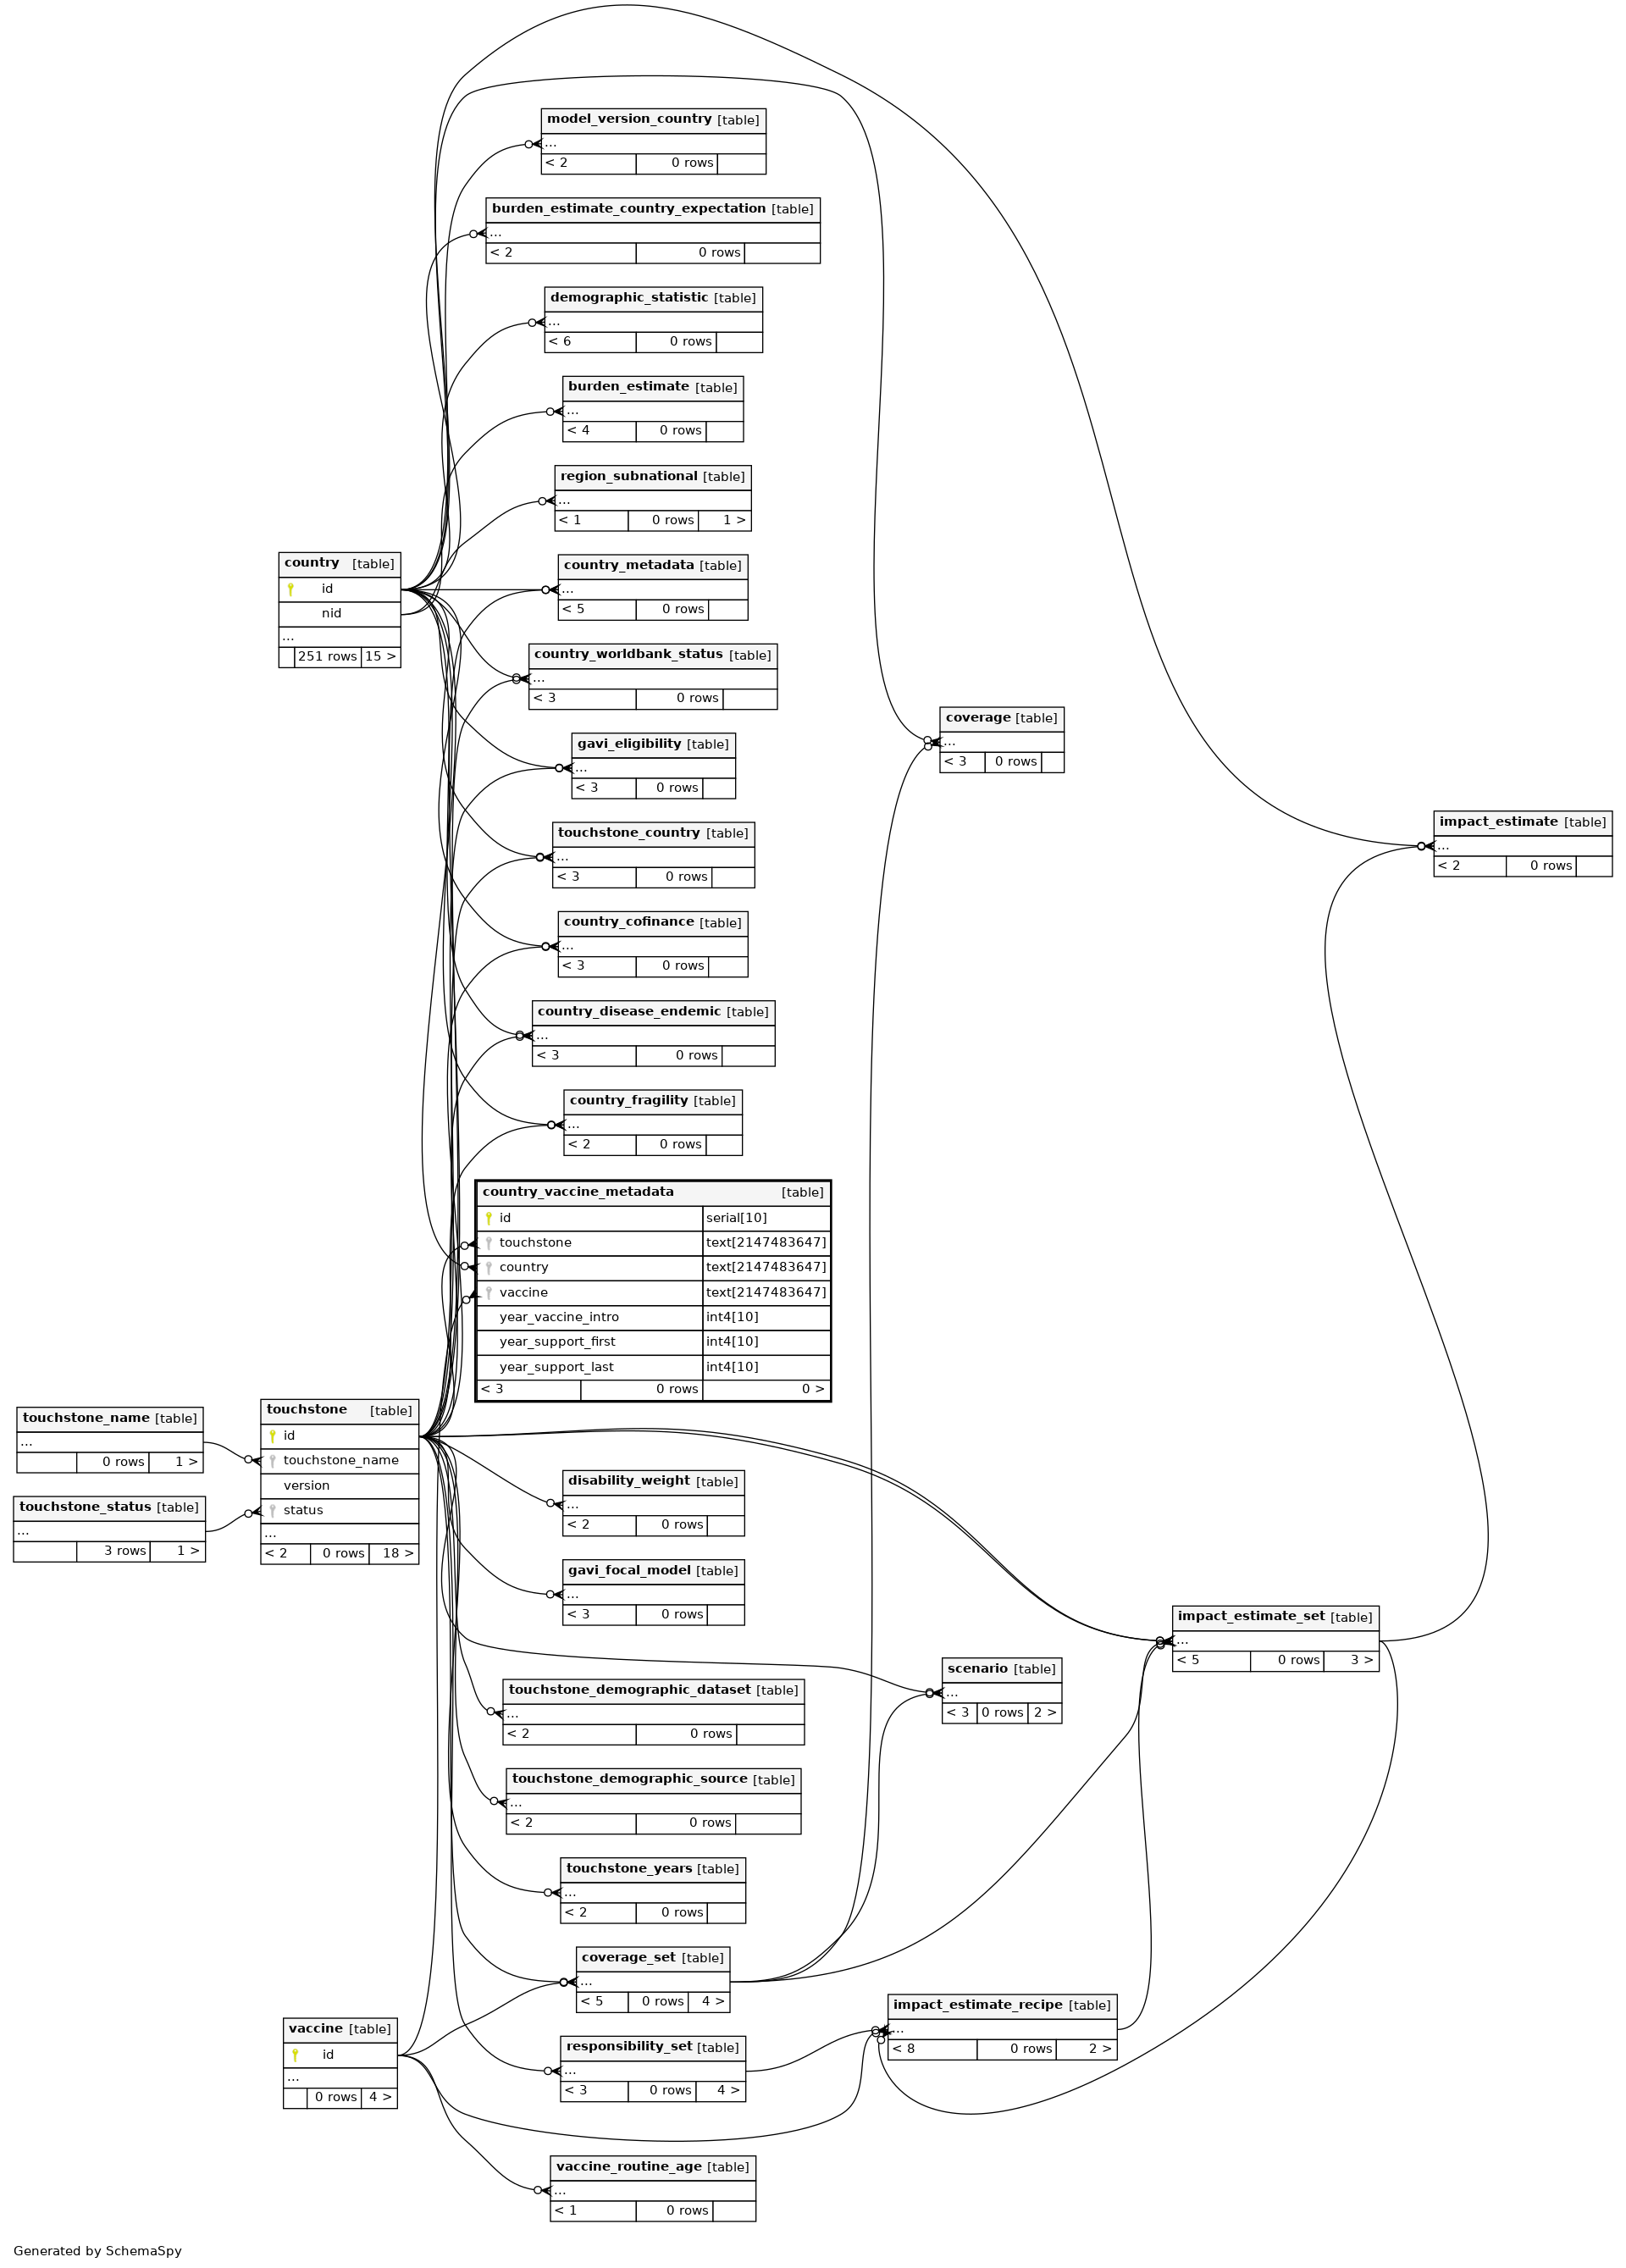 model_version_country [table]
...
< 2 0 rows
burden_estimate_country_expectation [table]
...
< 2 0 rows
demographic_statistic [table]
...
< 6 0 rows
burden_estimate [table]
...
< 4 0 rows
region_subnational [table]
...
< 1 0 rows 1 >
country [table]
id
nid
...
251 rows 15 >
country_metadata [table]
...
< 5 0 rows
country_worldbank_status [table]
...
< 3 0 rows
gavi_eligibility [table]
...
< 3 0 rows
coverage [table]
...
< 3 0 rows
impact_estimate [table]
...
< 2 0 rows
touchstone_country [table]
...
< 3 0 rows
country_cofinance [table]
...
< 3 0 rows
country_disease_endemic [table]
...
< 3 0 rows
country_fragility [table]
...
< 2 0 rows
country_vaccine_metadata [table]
id serial[10]
touchstone text[2147483647]
country text[2147483647]
vaccine text[2147483647]
year_vaccine_intro int4[10]
year_support_first int4[10]
year_support_last int4[10]
< 3 0 rows 0 >
touchstone_name [table]
...
0 rows 1 >
touchstone_status [table]
...
3 rows 1 >
touchstone [table]
id
touchstone_name
version
status
...
< 2 0 rows 18 >
disability_weight [table]
...
< 2 0 rows
gavi_focal_model [table]
...
< 3 0 rows
impact_estimate_set [table]
...
< 5 0 rows 3 >
scenario [table]
...
< 3 0 rows 2 >
touchstone_demographic_dataset [table]
...
< 2 0 rows
touchstone_demographic_source [table]
...
< 2 0 rows
touchstone_years [table]
...
< 2 0 rows
coverage_set [table]
...
< 5 0 rows 4 >
impact_estimate_recipe [table]
...
< 8 0 rows 2 >
vaccine [table]
id
...
0 rows 4 >
responsibility_set [table]
...
< 3 0 rows 4 >
vaccine_routine_age [table]
...
< 1 0 rows
Generated by SchemaSpy